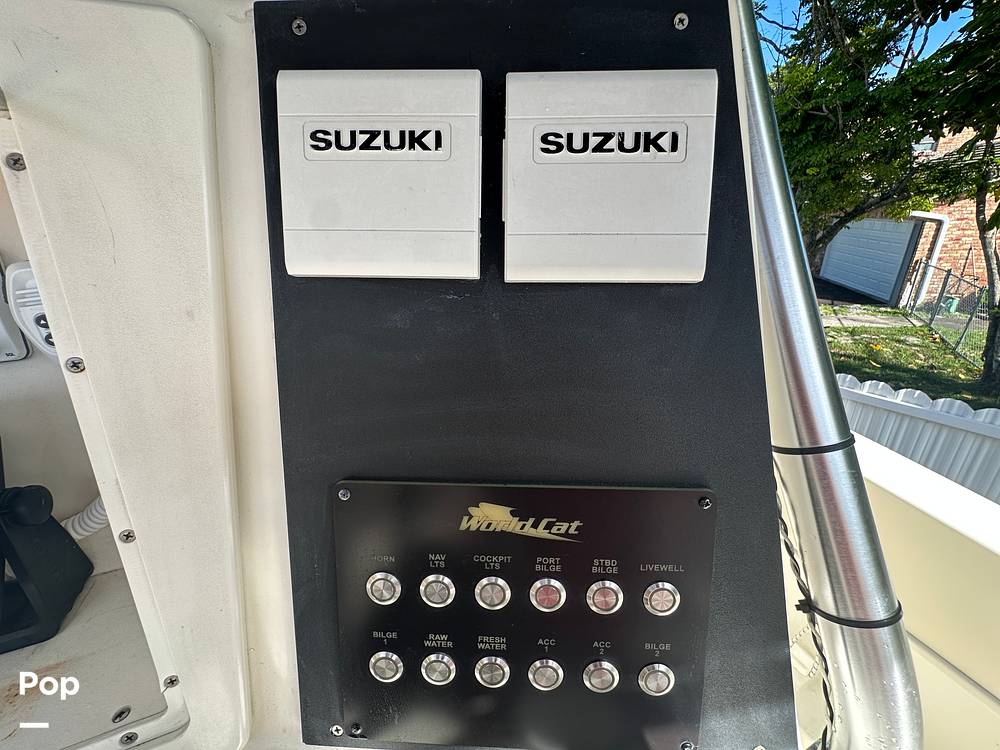 SUZUKI SUZUKI
World Cat
HORN NAV LTS COCKPIT LTS PORT BILGE STBD BILGE LIVEWELL
BILGE 1 RAW WATER FRESH WATER ACC 1 ACC 2 BILGE 2
Pop